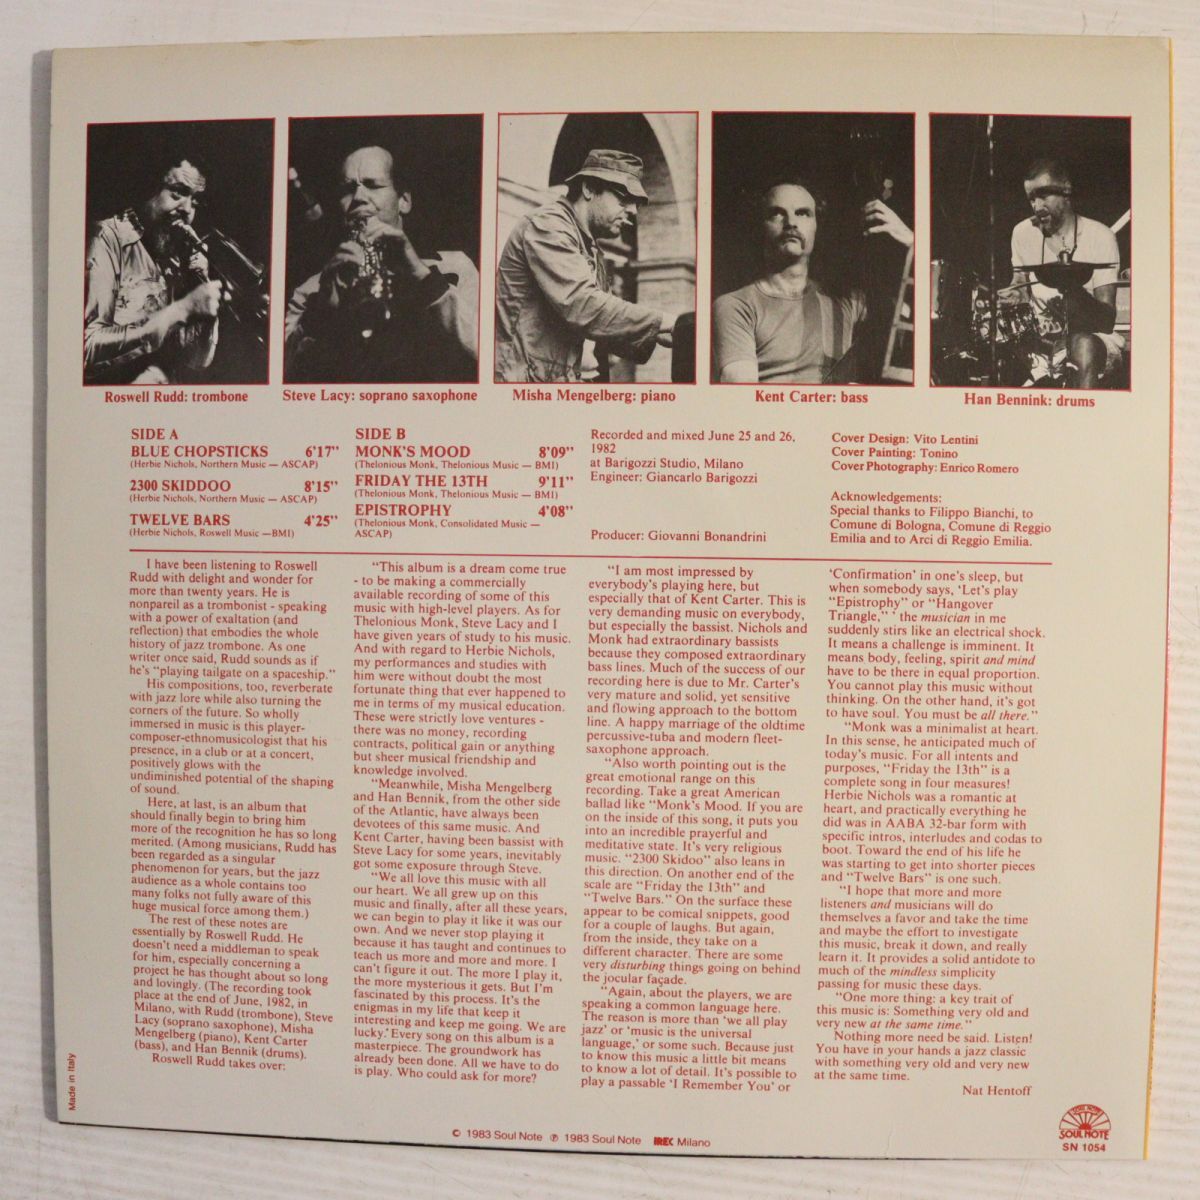 Roswell Rudd: trombone
Steve Lacy: soprano saxophone
Misha Mengelberg: piano
Kent Carter: bass
Han Bennink: drums
SIDE A
BLUE CHOPSTICKS 6'17"
(Herbie Nichols, Northern Music — ASCAP)
2300 SKIDDOO 8'15"
(Herbie Nichols, Northern Music — ASCAP)
TWELVE BARS 4'25"
(Herbie Nichols, Roswell Music —BMI)
SIDE B
MONK'S MOOD 8'09"
(Thelonious Monk, Thelonious Music — BMI)
FRIDAY THE 13TH 9'11"
(Thelonious Monk, Thelonious Music — BMI)
EPISTROPHY 4'08"
(Thelonious Monk, Consolidated Music —
ASCAP)
Recorded and mixed June 25 and 26,
1982
at Barigozzi Studio, Milano
Engineer: Giancarlo Barigozzi
Producer: Giovanni Bonandrini
Cover Design: Vito Lentini
Cover Painting: Tonino
Cover Photography: Enrico Romero
Acknowledgements:
Special thanks to Filippo Bianchi, to
Comune di Bologna, Comune di Reggio
Emilia and to Arci di Reggio Emilia.
I have been listening to Roswell
Rudd with delight and wonder for
more than twenty years. He is
nonpareil as a trombonist - speaking
with a power of exaltation (and
reflection) that embodies the whole
history of jazz trombone. As one
writer once said, Rudd sounds as if
he's "playing tailgate on a spaceship."
His compositions, too, reverberate
with jazz lore while also turning the
corners of the future. So wholly
immersed in music is this player-
composer-ethnomusicologist that his
presence, in a club or at a concert,
positively glows with the
undiminished potential of the shaping
of sound.
Here, at last, is an album that
should finally begin to bring him
more of the recognition he has so long
merited. (Among musicians, Rudd has
been regarded as a singular
phenomenon for years, but the jazz
audience as a whole contains too
many folks not fully aware of this
huge musical force among them.)
The rest of these notes are
essentially by Roswell Rudd. He
doesn't need a middleman to speak
for him, especially concerning a
project he has thought about so long
and lovingly. (The recording took
place at the end of June, 1982, in
Milano, with Rudd (trombone), Steve
Lacy (soprano saxophone), Misha
Mengelberg (piano), Kent Carter
(bass), and Han Bennik (drums).
Roswell Rudd takes over:
"This album is a dream come true
- to be making a commercially
available recording of some of this
music with high-level players. As for
Thelonious Monk, Steve Lacy and I
have given years of study to his music.
And with regard to Herbie Nichols,
my performances and studies with
him were without doubt the most
fortunate thing that ever happened to
me in terms of my musical education.
These were strictly love ventures -
there was no money, recording
contracts, political gain or anything
but sheer musical friendship and
knowledge involved.
"Meanwhile, Misha Mengelberg
and Han Bennik, from the other side
of the Atlantic, have always been
devotees of this same music. And
Kent Carter, having been bassist with
Steve Lacy for some years, inevitably
got some exposure through Steve.
"We all love this music with all
our heart. We all grew up on this
music and finally, after all these years,
we can begin to play it like it was our
own. And we never stop playing it
because it has taught and continues to
teach us more and more and more. I
can't figure it out. The more I play it,
the more mysterious it gets. But I'm
fascinated by this process. It's the
enigmas in my life that keep it
interesting and keep me going. We are
lucky.' Every song on this album is a
masterpiece. The groundwork has
already been done. All we have to do
is play. Who could ask for more?
"I am most impressed by
everybody's playing here, but
especially that of Kent Carter. This is
very demanding music on everybody,
but especially the bassist. Nichols and
Monk had extraordinary bassists
because they composed extraordinary
bass lines. Much of the success of our
recording here is due to Mr. Carter's
very mature and solid, yet sensitive
and flowing approach to the bottom
line. A happy marriage of the oldtime
percussive-tuba and modern fleet-
saxophone approach.
"Also worth pointing out is the
great emotional range on this
recording. Take a great American
ballad like "Monk's Mood. If you are
on the inside of this song, it puts you
into an incredible prayerful and
meditative state. It's very religious
music. "2300 Skidoo" also leans in
this direction. On another end of the
scale are "Friday the 13th" and
"Twelve Bars." On the surface these
appear to be comical snippets, good
for a couple of laughs. But again,
from the inside, they take on a
different character. There are some
very disturbing things going on behind
the jocular façade.
"Again, about the players, we are
speaking a common language here.
The reason is more than 'we all play
jazz' or 'music is the universal
language,' or some such. Because just
to know this music a little bit means
to know a lot of detail. It's possible to
play a passable 'I Remember You' or
'Confirmation' in one's sleep, but
when somebody says, 'Let's play
"Epistrophy" or "Hangover
Triangle," ' the musician in me
suddenly stirs like an electrical shock.
It means a challenge is imminent. It
means body, feeling, spirit and mind
have to be there in equal proportion.
You cannot play this music without
thinking. On the other hand, it's got
to have soul. You must be all there."
"Monk was a minimalist at heart.
In this sense, he anticipated much of
today's music. For all intents and
purposes, "Friday the 13th" is a
complete song in four measures!
Herbie Nichols was a romantic at
heart, and practically everything he
did was in AABA 32-bar form with
specific intros, interludes and codas to
boot. Toward the end of his life he
was starting to get into shorter pieces
and "Twelve Bars" is one such.
"I hope that more and more
listeners and musicians will do
themselves a favor and take the time
and maybe the effort to investigate
this music, break it down, and really
learn it. It provides a solid antidote to
much of the mindless simplicity
passing for music these days.
"One more thing: a key trait of
this music is: Something very old and
very new at the same time."
Nothing more need be said. Listen!
You have in your hands a jazz classic
with something very old and very new
at the same time.
Nat Hentoff
Made in Italy
© 1983 Soul Note ℗ 1983 Soul Note IREC Milano
SOUL NOTE
SN 1054